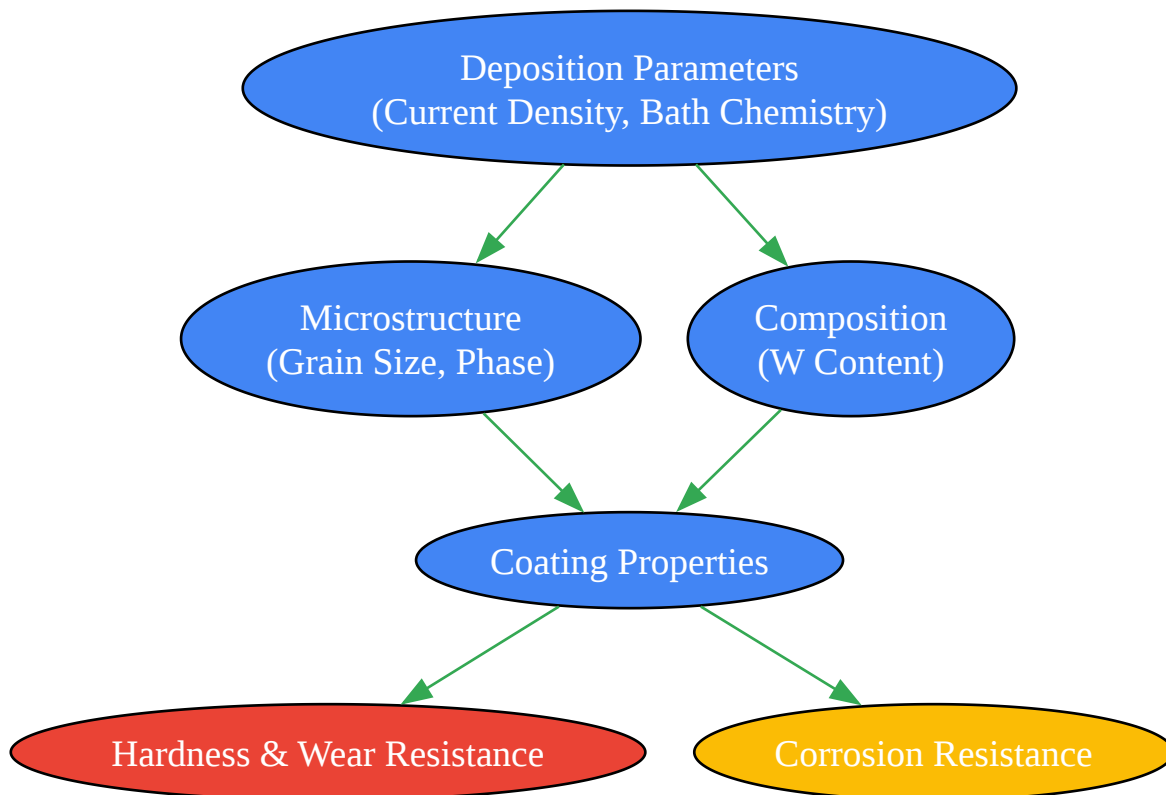 Deposition Parameters
(Current Density, Bath Chemistry)
Microstructure
(Grain Size, Phase)
Composition
(W Content)
Coating Properties
Hardness & Wear Resistance
Corrosion Resistance